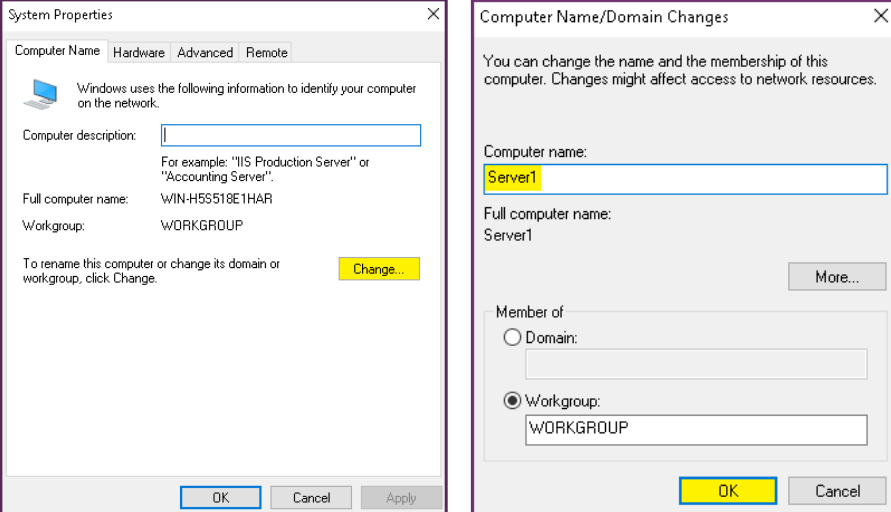 System Properties
Computer Name Hardware Advanced Remote
Windows uses the following information to identify your computer
on the network.
Computer description:
For example: "IIS Production Server" or
"Accounting Server".
Full computer name: WIN-H5S518E1HAR
Workgroup: WORKGROUP
To rename this computer or change its domain or
workgroup, click Change.
Change...
OK Cancel Apply
Computer Name/Domain Changes
You can change the name and the membership of this
computer. Changes might affect access to network resources.
Computer name:
Server1
Full computer name:
Server1
More...
Member of
Domain:
Workgroup:
WORKGROUP
OK Cancel